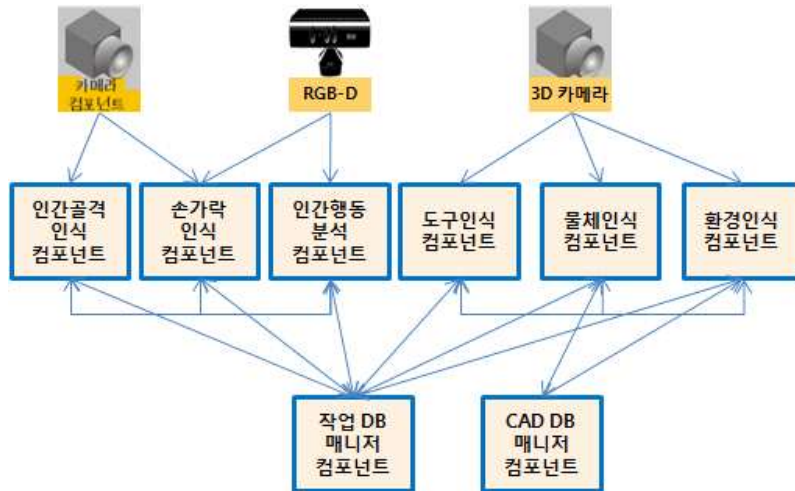 카메라
컴포넌트
RGB-D
3D 카메라
인간골격
인식
컴포넌트
손가락
인식
컴포넌트
인간행동
분석
컴포넌트
도구인식
컴포넌트
물체인식
컴포넌트
환경인식
컴포넌트
작업 DB
매니저
컴포넌트
CAD DB
매니저
컴포넌트